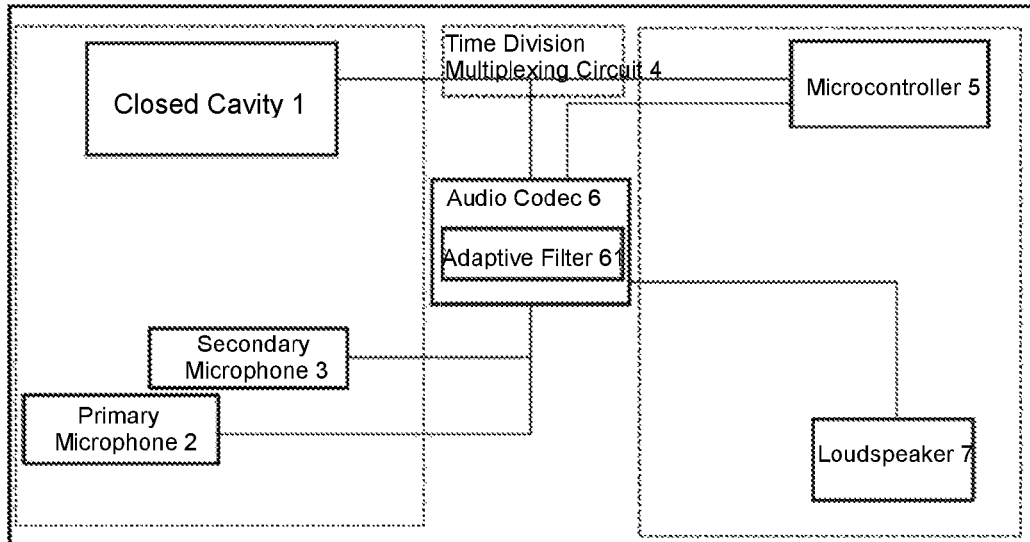 Time Division
Multiplexing Circuit 4
Closed Cavity 1
Microcontroller 5
Audio Codec 6
Adaptive Filter 61
Secondary
Microphone 3
Primary
Microphone 2
Loudspeaker 7